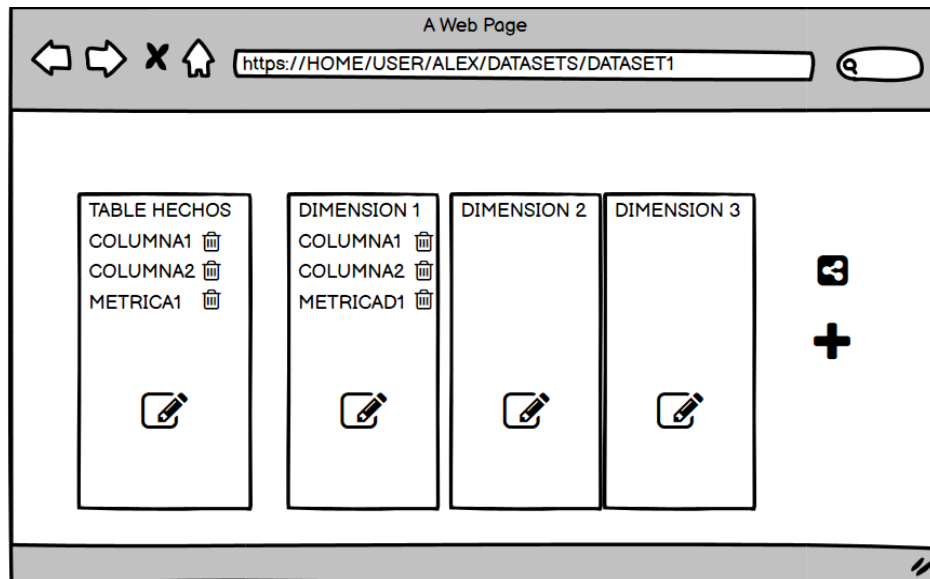 A Web Page
https://HOME/USER/ALEX/DATASETS/DATASET1
TABLE HECHOS
COLUMNA1
COLUMNA2
METRICA1
DIMENSION 1
COLUMNA1
COLUMNA2
METRICAD1
DIMENSION 2
DIMENSION 3